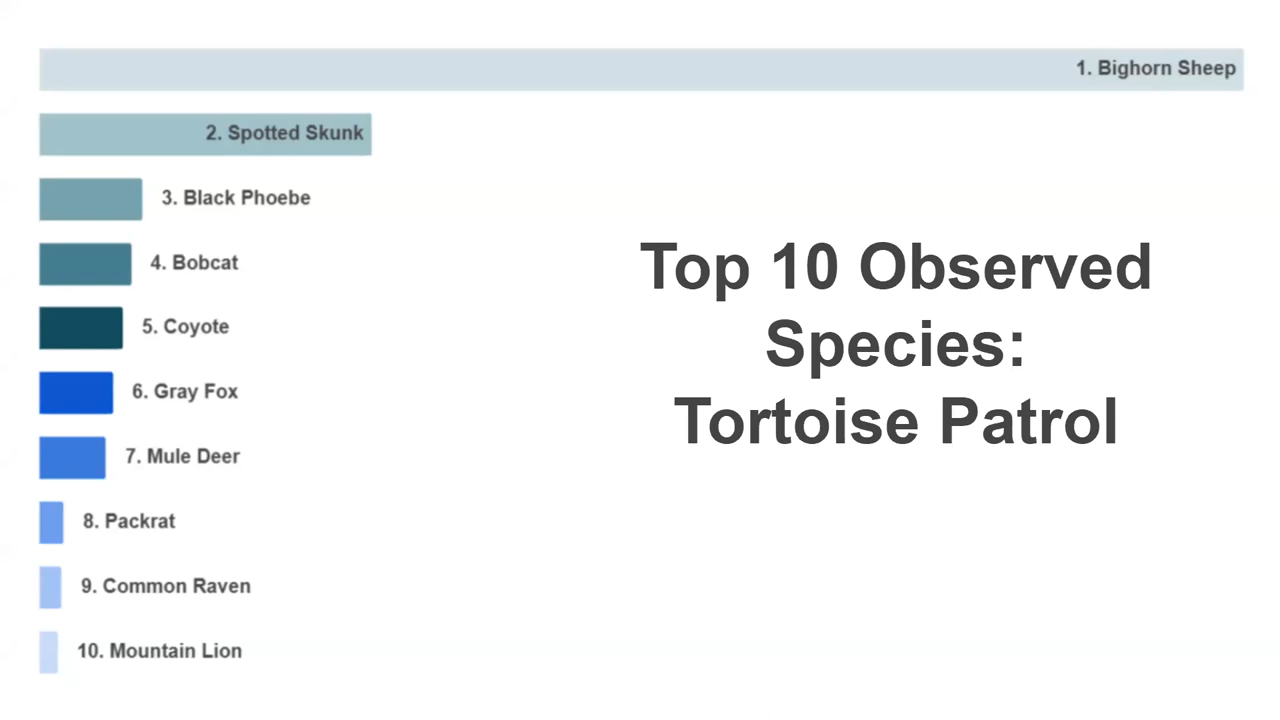 1. Bighorn Sheep
2. Spotted Skunk
3. Black Phoebe
4. Bobcat
5. Coyote
6. Gray Fox
7. Mule Deer
8. Packrat
9. Common Raven
10. Mountain Lion
Top 10 Observed
Species:
Tortoise Patrol